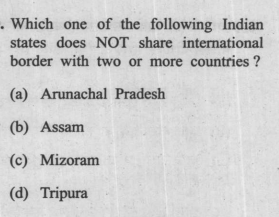 . Which one of the following Indian
states does NOT share international
border with two or more countries ?
(a) Arunachal Pradesh
(b) Assam
(c) Mizoram
(d) Tripura